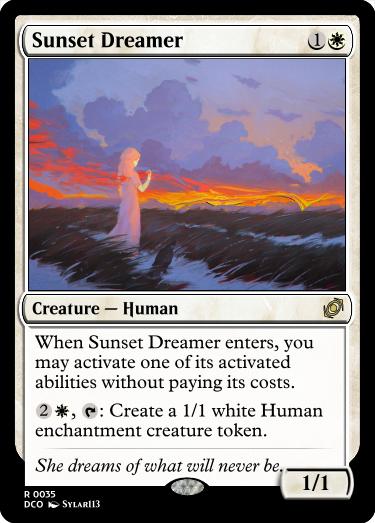 Sunset Dreamer 1
Creature — Human
When Sunset Dreamer enters, you
may activate one of its activated
abilities without paying its costs.
2, : Create a 1/1 white Human
enchantment creature token.
She dreams of what will never be.
1/1
R 0035
DCO Sylar113